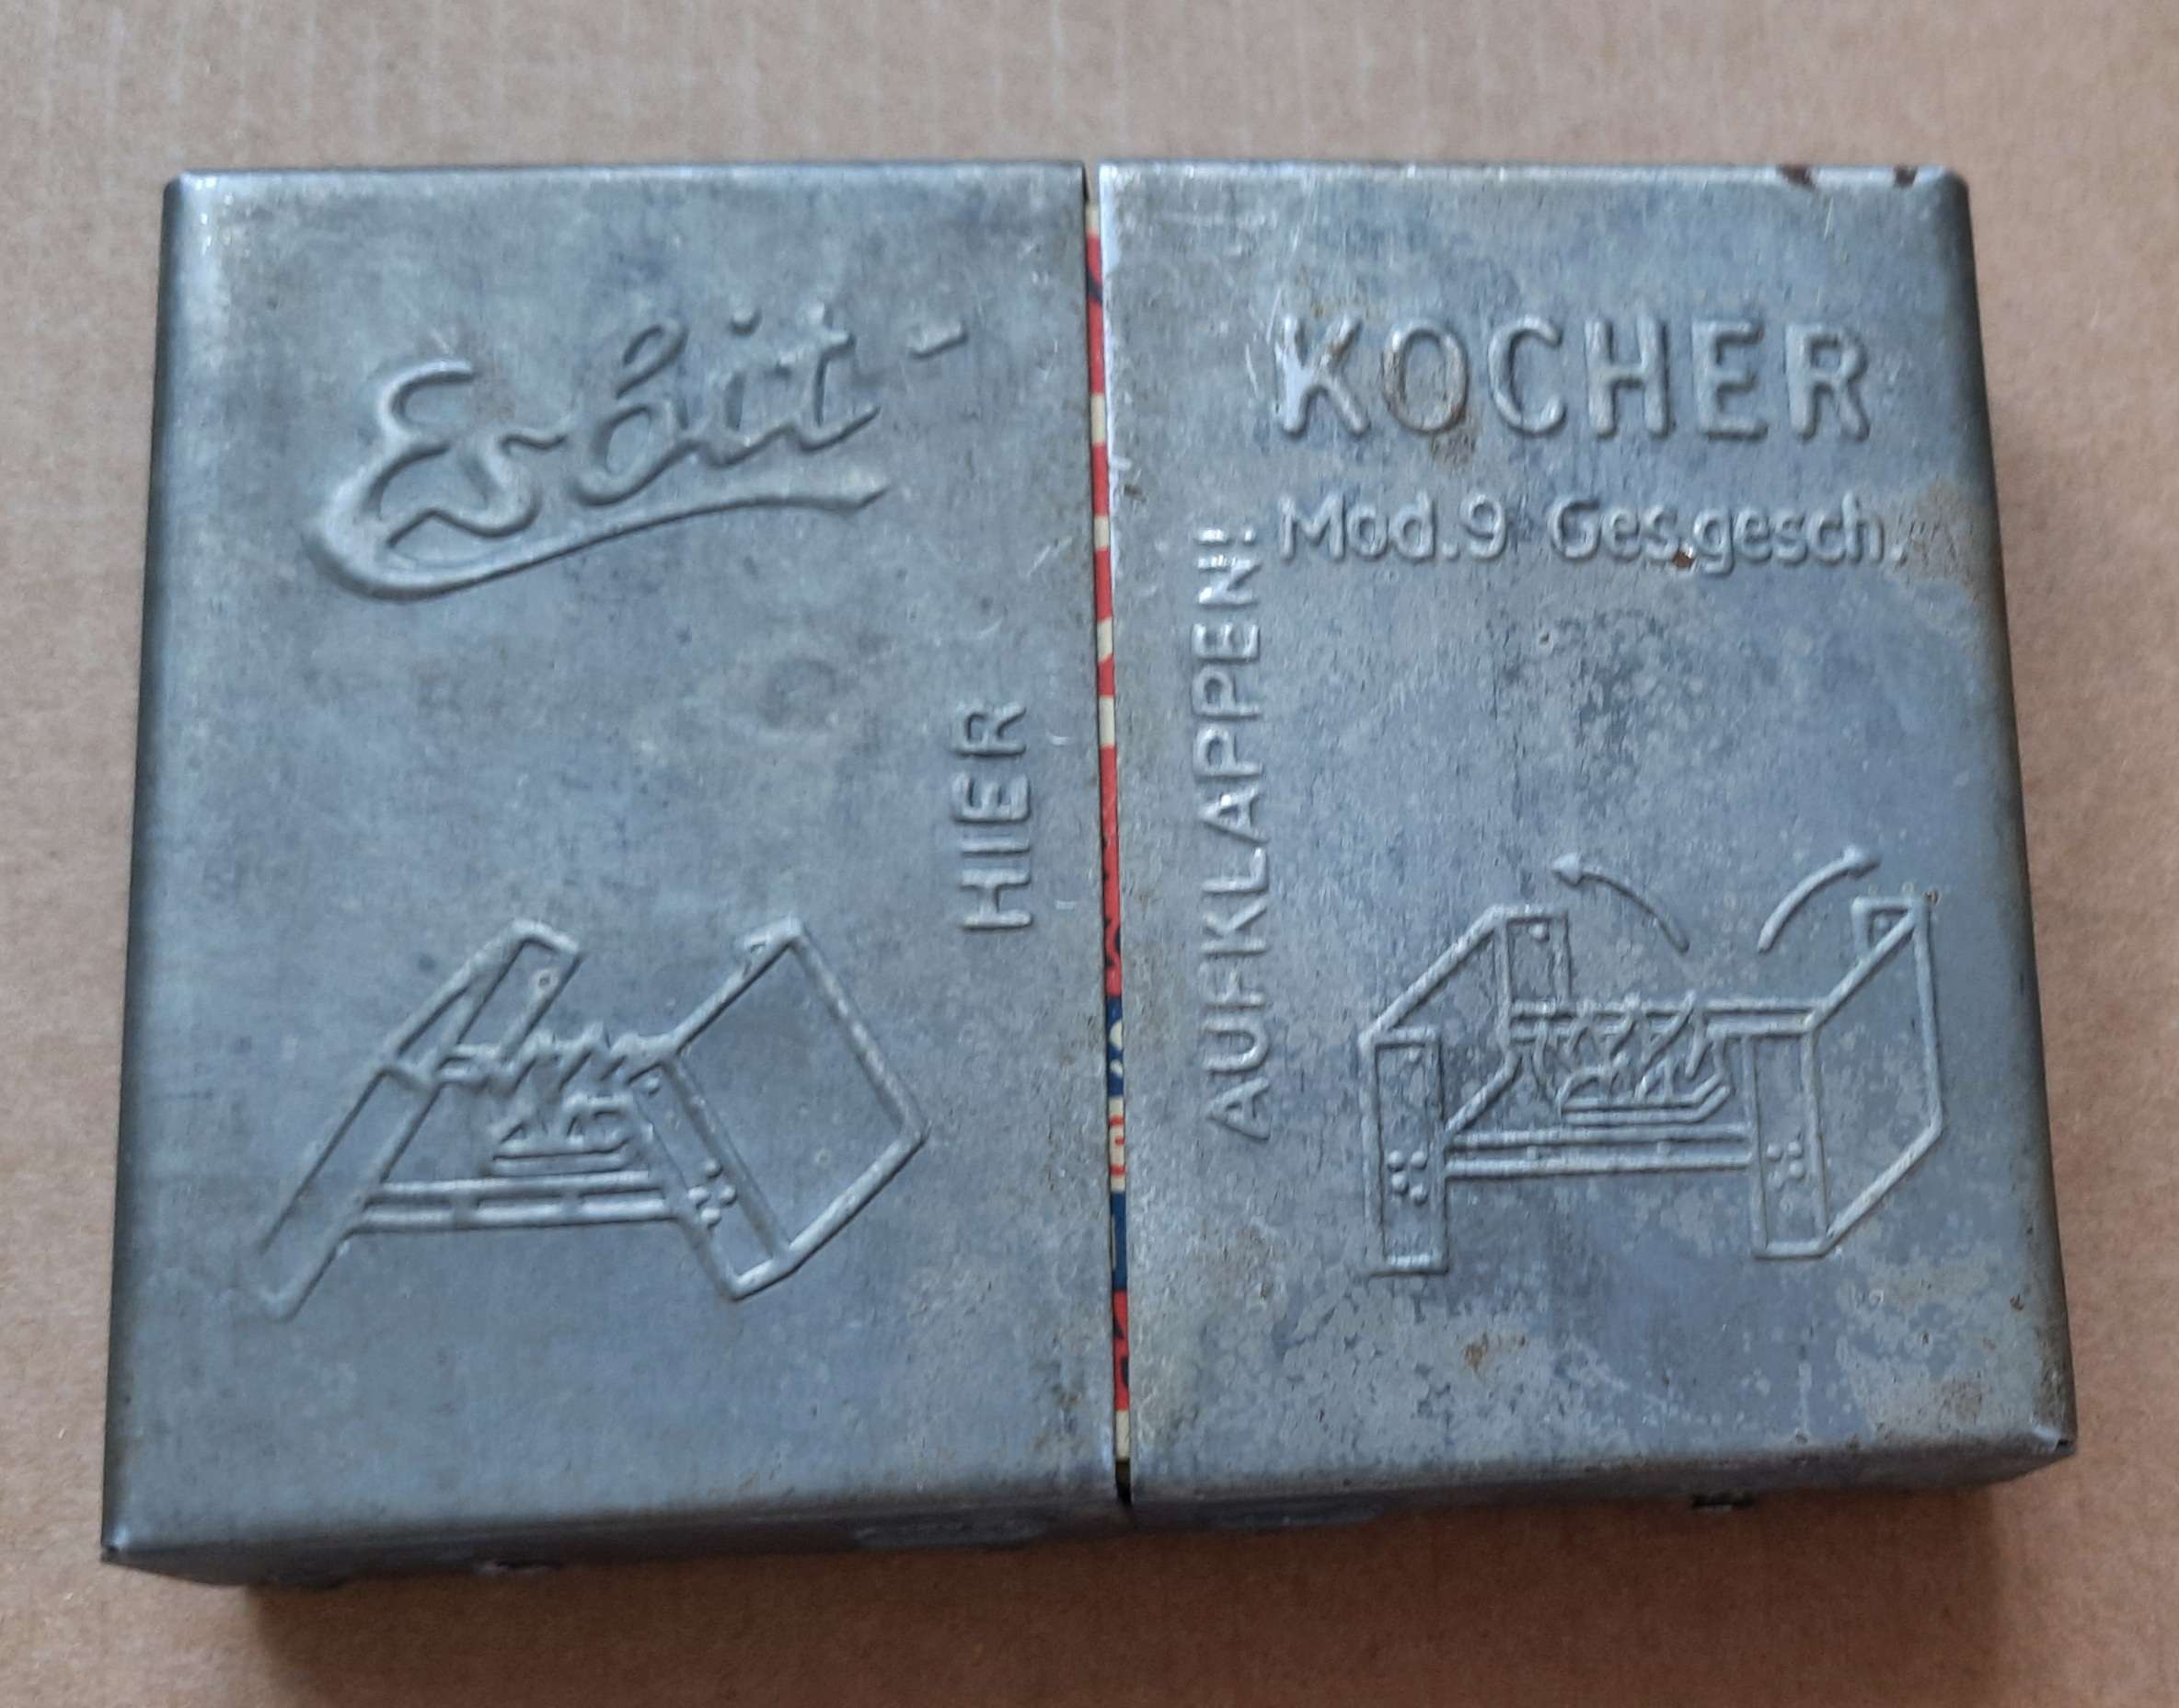 Esbit-
KOCHER
Mod.9 Ges.gesch.
HIER
AUFKLAPPEN!